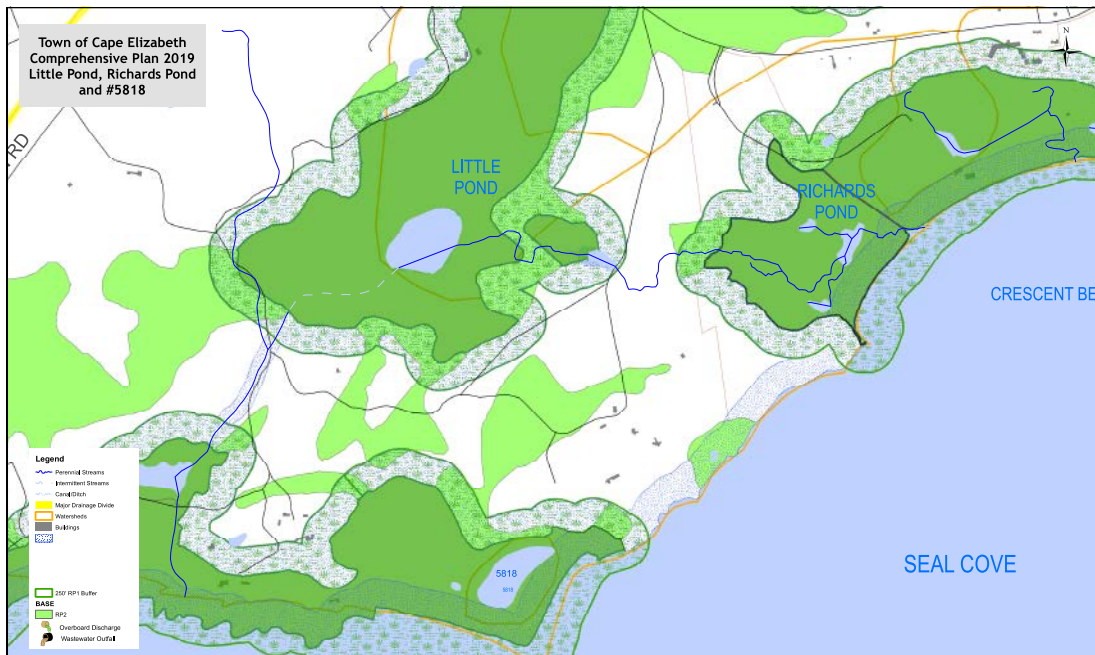 Town of Cape Elizabeth
Comprehensive Plan 2019
Little Pond, Richards Pond
and #5818
N
RD
LITTLE
POND
RICHARDS
POND
CRESCENT BE
SEAL COVE
5818
5818
Legend
Perennial Streams
Intermittent Streams
Canal/Ditch
Major Drainage Divide
Watersheds
Buildings
250' RP1 Buffer
BASE
RP2
Overboard Discharge
Wastewater Outfall